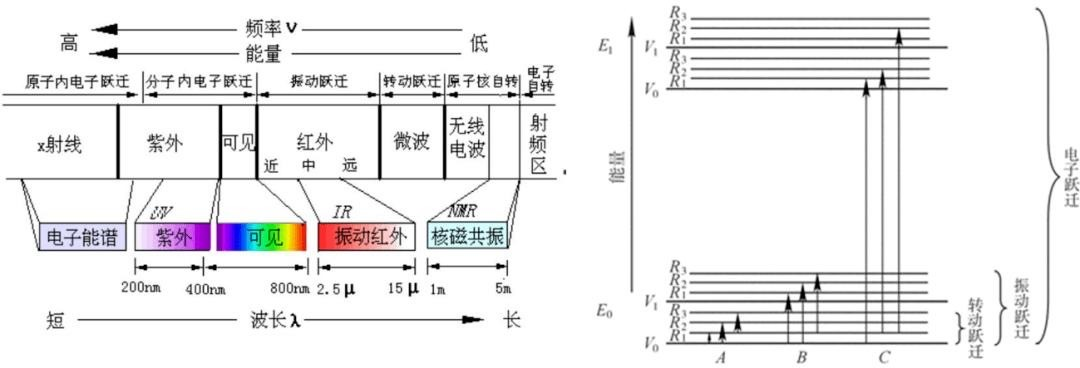 高 频率ν 低
能量
原子内电子跃迁 分子内电子跃迁 振动跃迁 转动跃迁 原子核自转 电子自转
x射线 紫外 可见 红外 微波 无线电波 射频区
近 中 远
UV IR NMR
电子能谱 紫外 可见 振动红外 核磁共振
200nm 400nm 800nm 2.5μ 15μ 1m 5m
短 波长λ 长
能量
E1
R3
R2
R1
V1
R3
R2
R1
V0
E0
R3
R2
R1
V1
R3
R2
R1
V0
A B C
转动跃迁
振动跃迁
电子跃迁